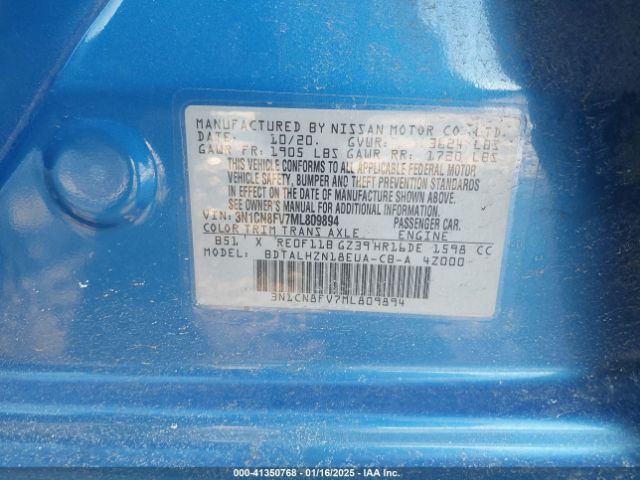 MANUFACTURED BY NISSAN MOTOR CO., LTD.
DATE: 10/20. GVWR: 3624 LBS
GAWR FR: 1905 LBS GAWR RR: 1720 LBS
THIS VEHICLE CONFORMS TO ALL APPLICABLE FEDERAL MOTOR
VEHICLE SAFETY, BUMPER AND THEFT PREVENTION STANDARDS
IN EFFECT ON THE DATE OF MANUFACTURE SHOWN ABOVE.
SEE OWNER'S MANUAL FOR ADDITIONAL INFORMATION.
VIN: 3N1CN8FV7ML809894 PASSENGER CAR.
COLOR TRIM TRANS AXLE ENGINE
B51 X RE0F11B GZ39 HR16DE 1598 CC
MODEL: BDTALHZN18EUA-CB-A 4Z000
3N1CN8FV7ML809894
00-41350768 - 01/16/2025 - IAA Inc.